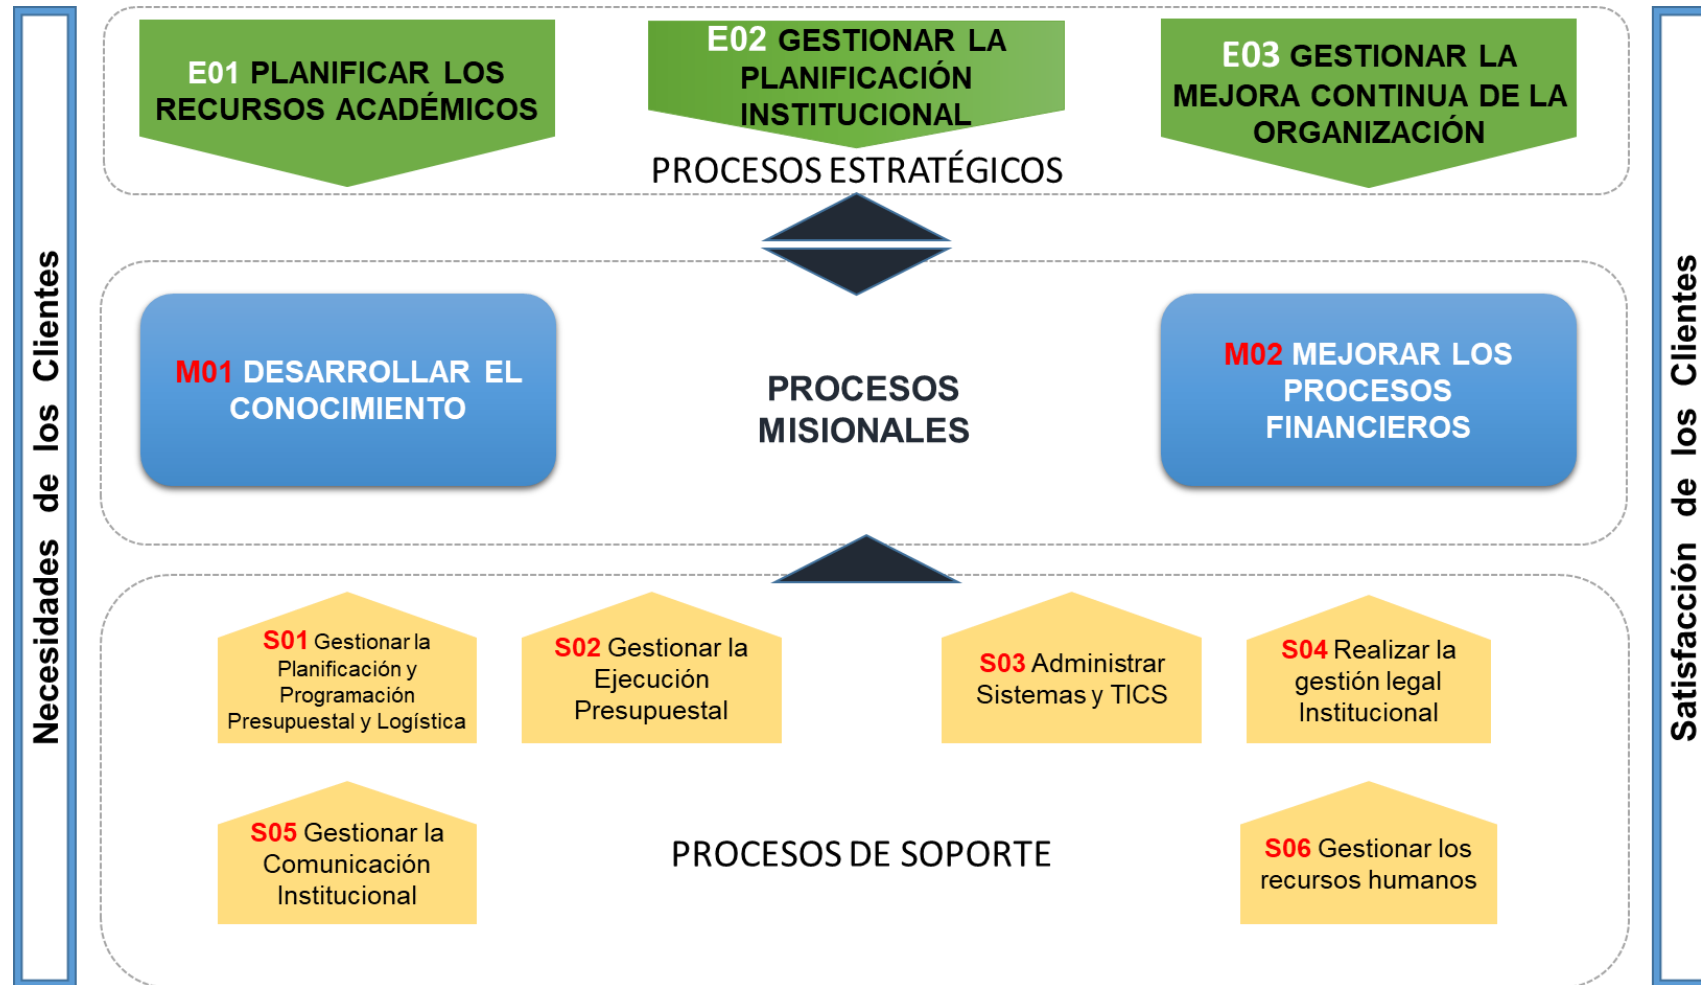 Necesidades de los Clientes
E01 PLANIFICAR LOS
RECURSOS ACADÉMICOS
E02 GESTIONAR LA
PLANIFICACIÓN
INSTITUCIONAL
E03 GESTIONAR LA
MEJORA CONTINUA DE LA
ORGANIZACIÓN
PROCESOS ESTRATÉGICOS
M01 DESARROLLAR EL
CONOCIMIENTO
PROCESOS
MISIONALES
M02 MEJORAR LOS
PROCESOS
FINANCIEROS
S01 Gestionar la
Planificación y
Programación
Presupuestal y Logística
S02 Gestionar la
Ejecución
Presupuestal
S03 Administrar
Sistemas y TICS
S04 Realizar la
gestión legal
Institucional
S05 Gestionar la
Comunicación
Institucional
PROCESOS DE SOPORTE
S06 Gestionar los
recursos humanos
Satisfacción de los Clientes